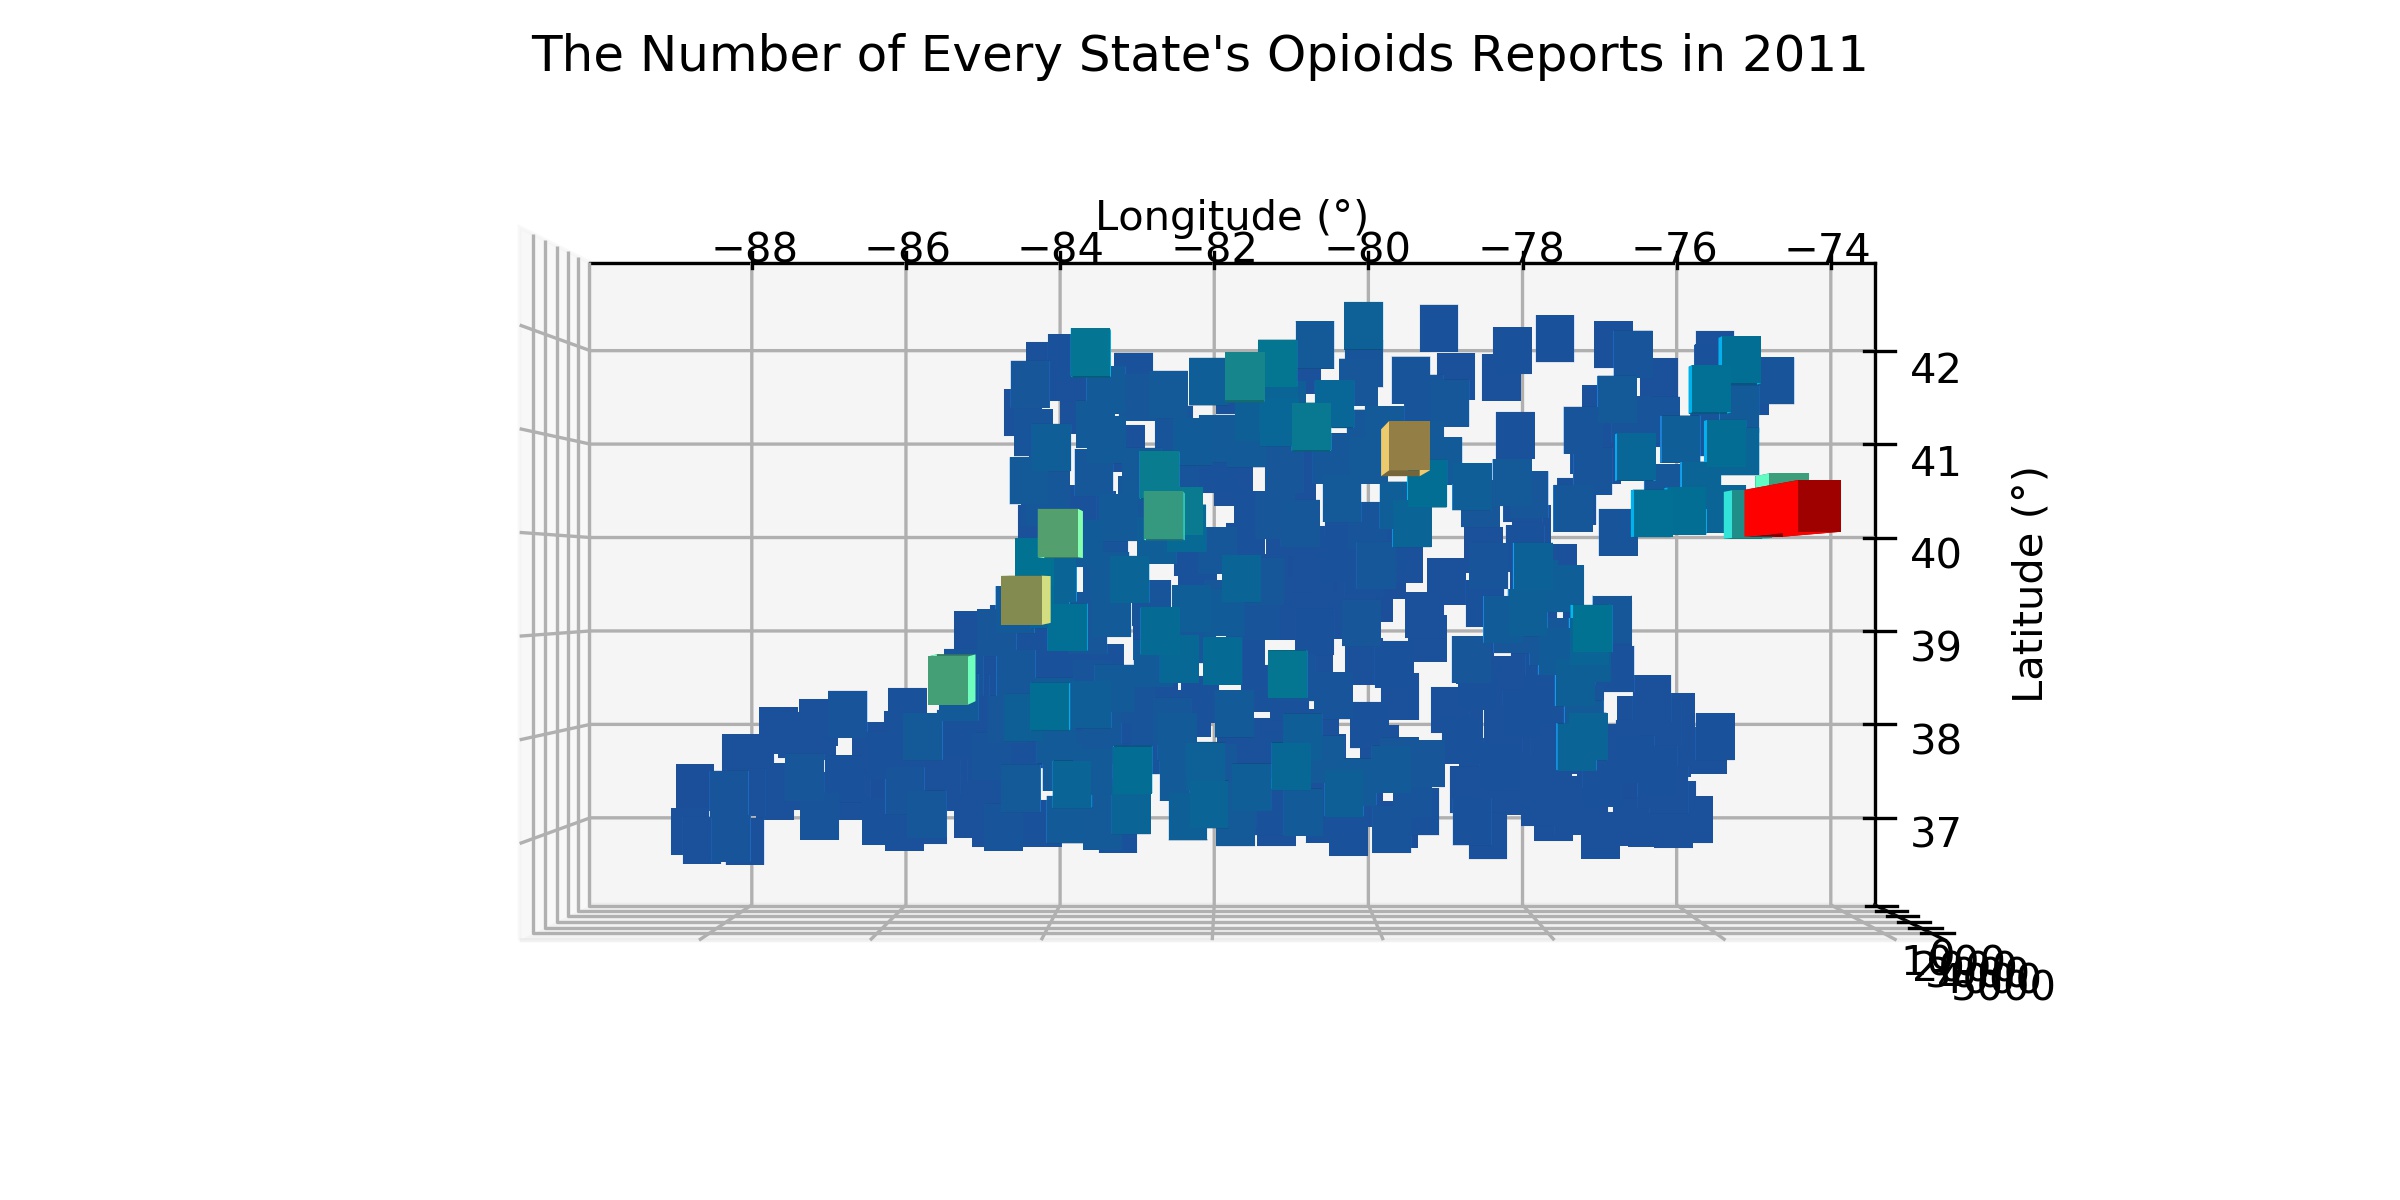 The Number of Every State's Opioids Reports in 2011
Longitude (°)
−88 −86 −84 −82 −80 −78 −76 −74
42
41
40
39
38
37
Latitude (°)